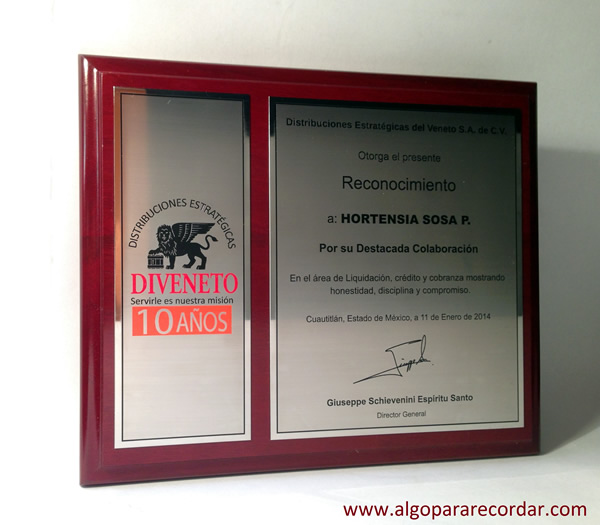 DISTRIBUCIONES ESTRATÉGICAS
DIVENETO
Servirle es nuestra misión
10 AÑOS
Distribuciones Estratégicas del Veneto S.A. de C.V.
Otorga el presente
Reconocimiento
a: HORTENSIA SOSA P.
Por su Destacada Colaboración
En el área de Liquidación, crédito y cobranza mostrando
honestidad, disciplina y compromiso.
Cuautitlán, Estado de México, a 11 de Enero de 2014
Giuseppe Schievenini Espíritu Santo
Director General
www.algopararecordar.com